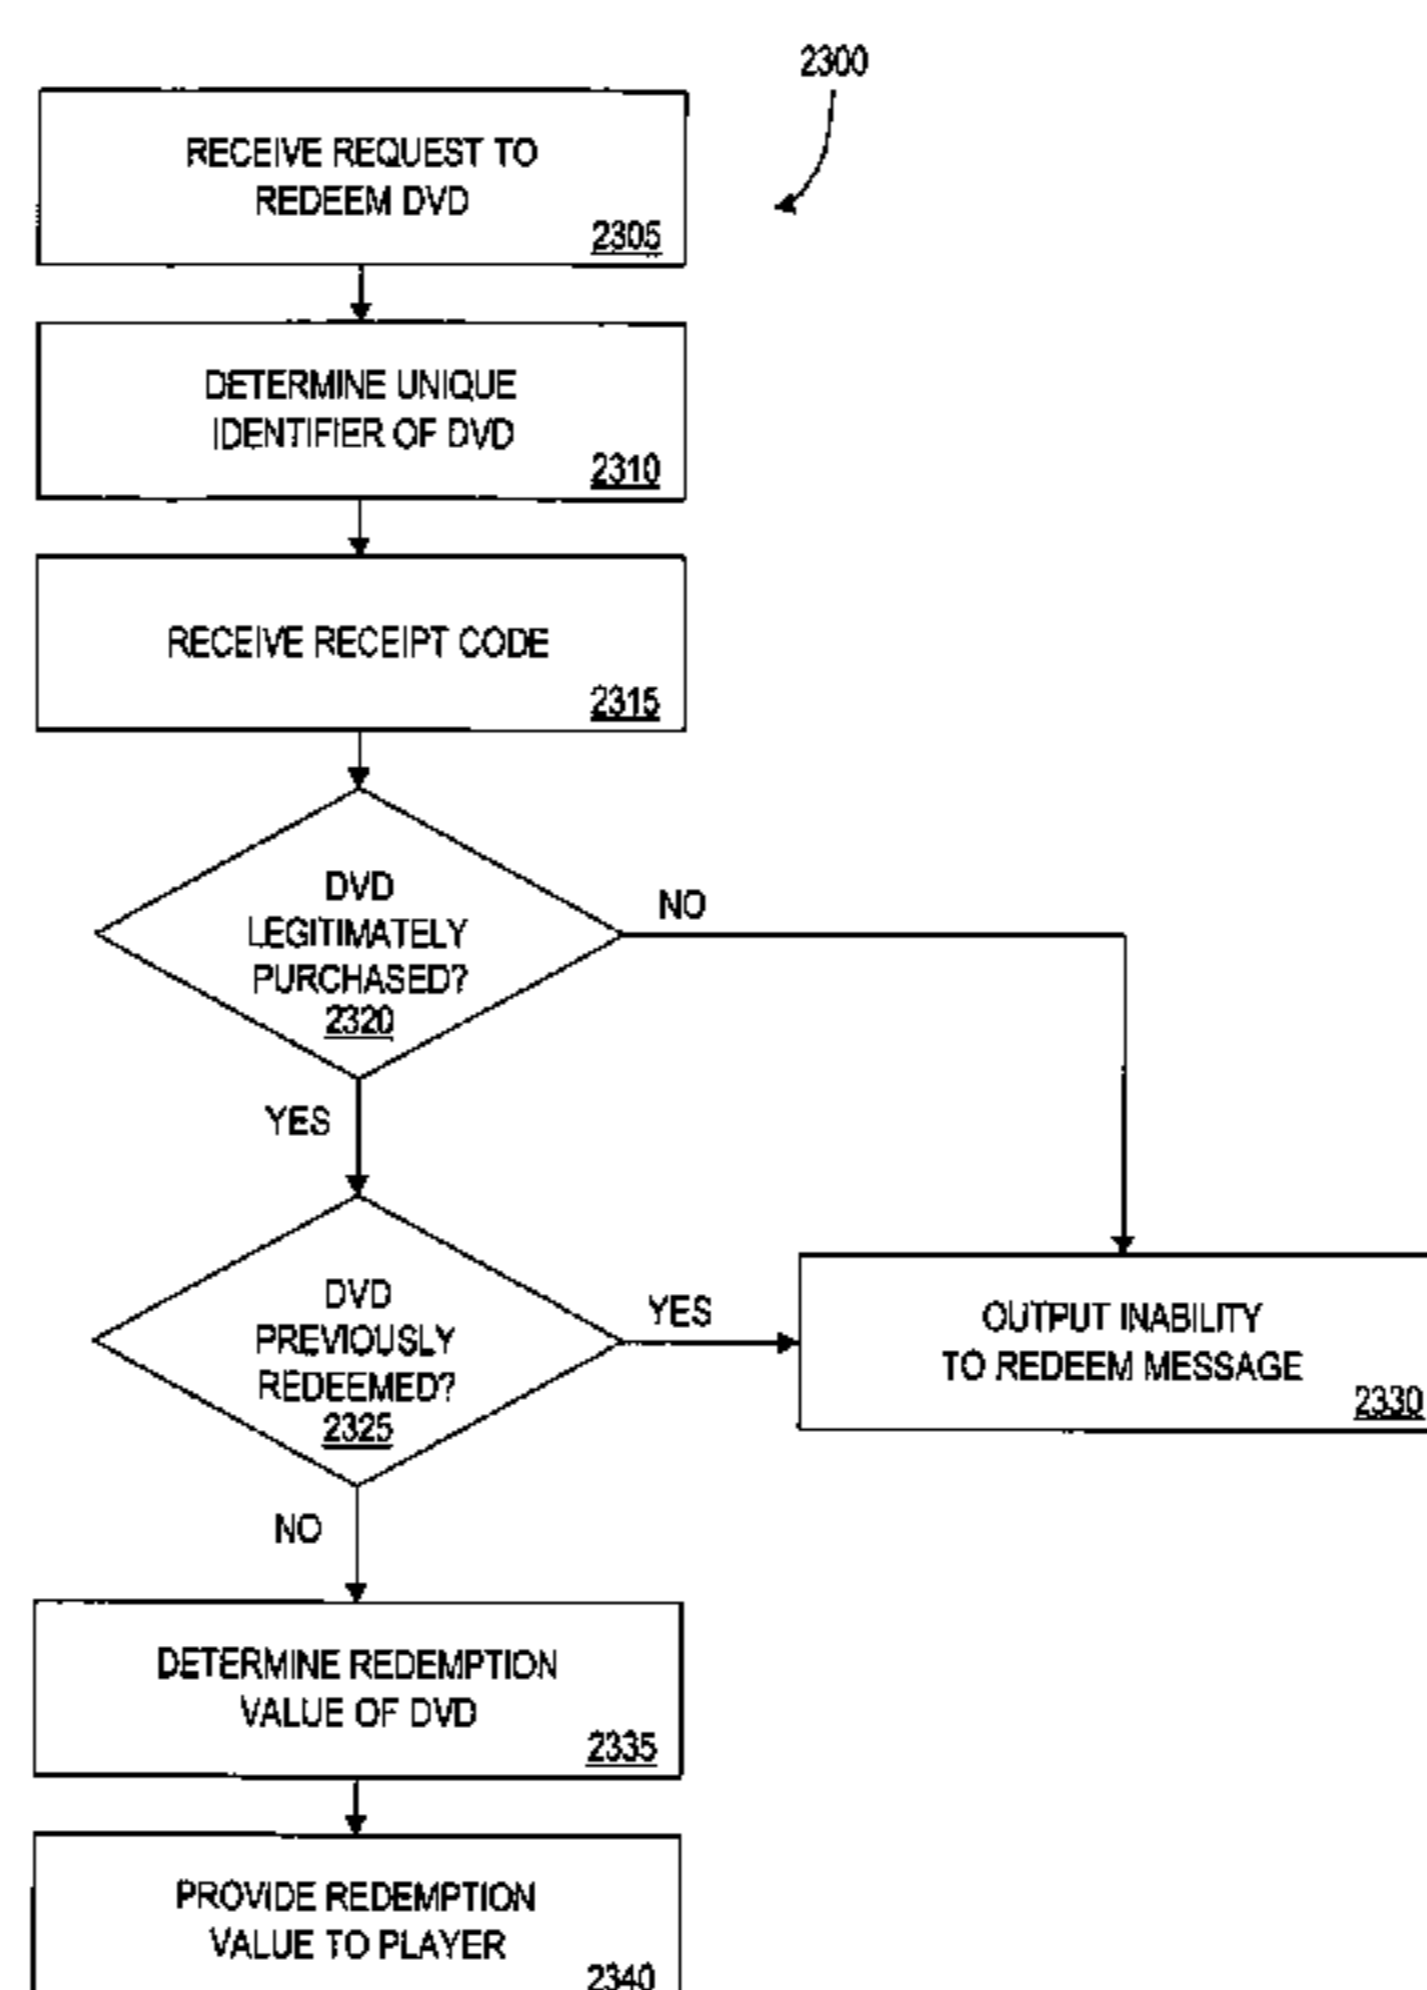 2300
RECEIVE REQUEST TO
REDEEM DVD
2305
DETERMINE UNIQUE
IDENTIFIER OF DVD
2310
RECEIVE RECEIPT CODE
2315
DVD
LEGITIMATELY
PURCHASED?
2320
NO
YES
DVD
PREVIOUSLY
REDEEMED?
2325
YES
OUTPUT INABILITY
TO REDEEM MESSAGE
2330
NO
DETERMINE REDEMPTION
VALUE OF DVD
2335
PROVIDE REDEMPTION
VALUE TO PLAYER
2340